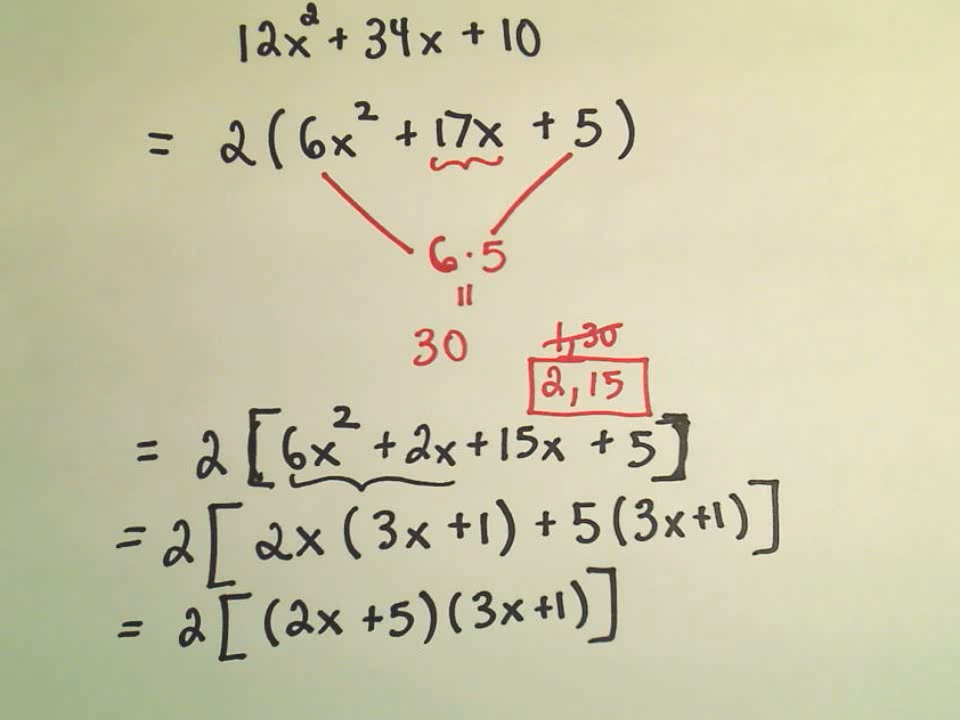 12x² + 34x + 10
= 2(6x² + 17x + 5)
6·5
=
30
1,30
2,15
= 2[6x² + 2x + 15x + 5]
= 2[2x(3x+1) + 5(3x+1)]
= 2[(2x+5)(3x+1)]